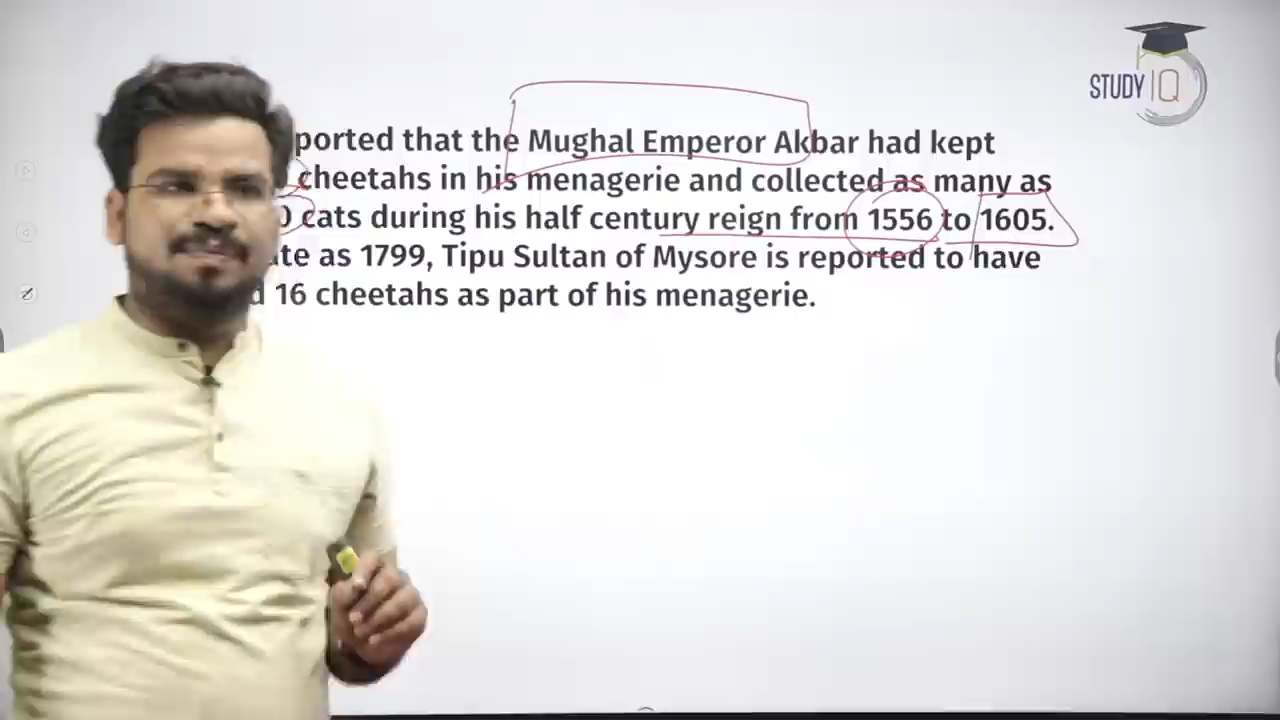 STUDY IQ
ported that the Mughal Emperor Akbar had kept
cheetahs in his menagerie and collected as many as
0 cats during his half century reign from 1556 to 1605.
te as 1799, Tipu Sultan of Mysore is reported to have
d 16 cheetahs as part of his menagerie.